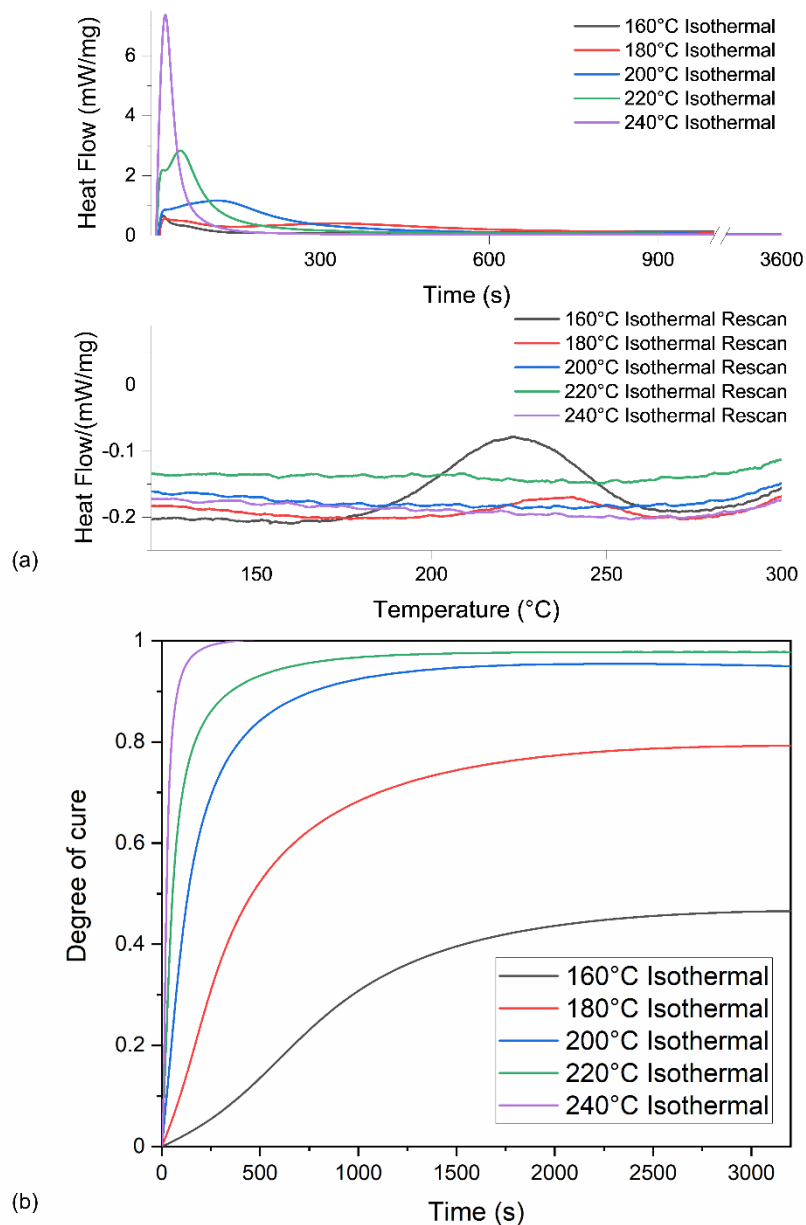 160°C Isothermal
180°C Isothermal
200°C Isothermal
220°C Isothermal
240°C Isothermal
Heat Flow (mW/mg)
6
4
2
0
300
600
900
3600
Time (s)
160°C Isothermal Rescan
180°C Isothermal Rescan
200°C Isothermal Rescan
220°C Isothermal Rescan
240°C Isothermal Rescan
Heat Flow/(mW/mg)
0
-0.1
-0.2
150
200
250
300
Temperature (°C)
(a)
1
0.8
0.6
0.4
0.2
0
Degree of cure
160°C Isothermal
180°C Isothermal
200°C Isothermal
220°C Isothermal
240°C Isothermal
0
500
1000
1500
2000
2500
3000
Time (s)
(b)